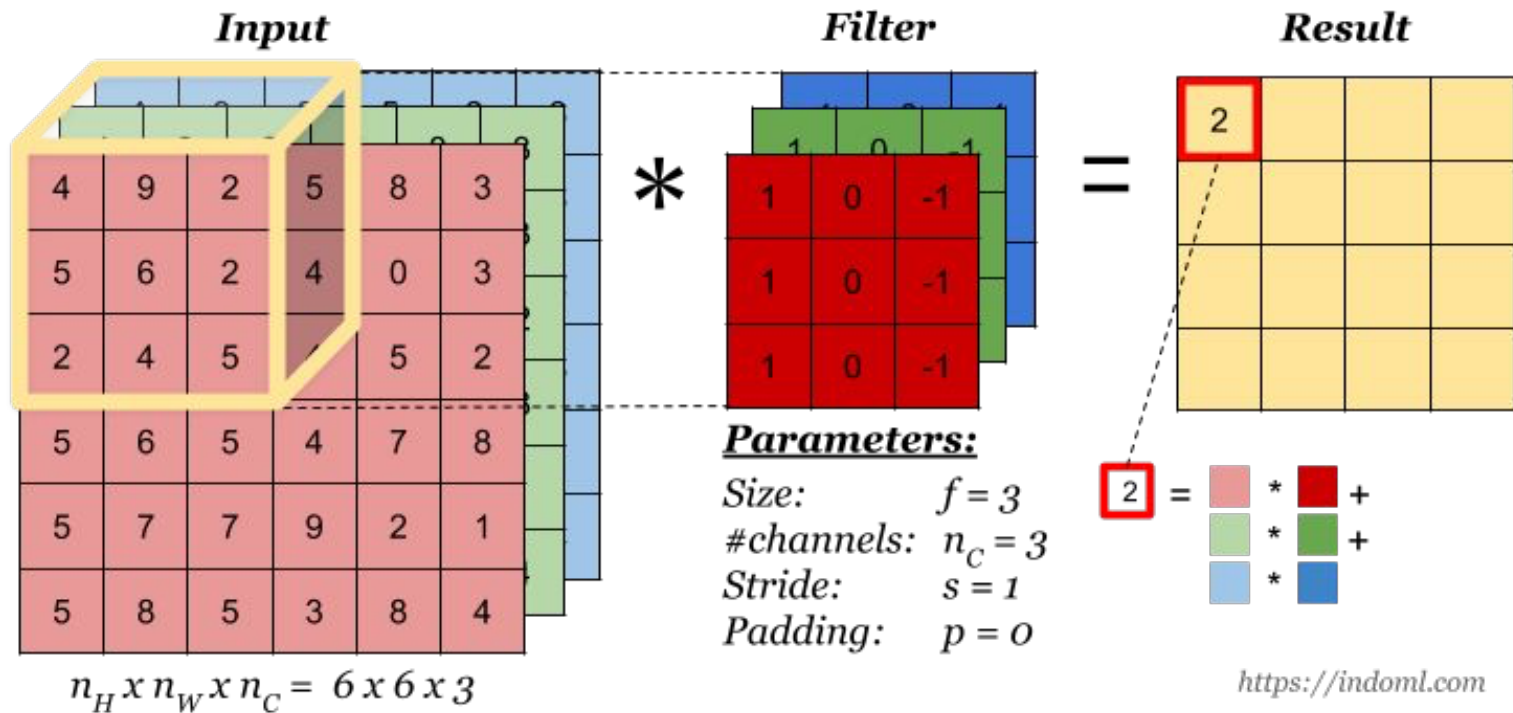 Input
Filter
Result
4 9 2 5 8 3
5 6 2 4 0 3
2 4 5 5 2
5 6 5 4 7 8
5 7 7 9 2 1
5 8 5 3 8 4
n_H x n_W x n_C = 6 x 6 x 3
*
1 0 -1
1 0 -1
1 0 -1
1 0 -1
Parameters:
Size: f = 3
#channels: n_C = 3
Stride: s = 1
Padding: p = 0
=
2
2 = * +
* +
*
https://indoml.com